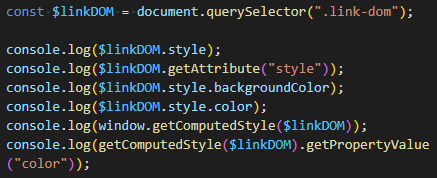 const $linkDOM = document.querySelector(".link-dom");
console.log($linkDOM.style);
console.log($linkDOM.getAttribute("style"));
console.log($linkDOM.style.backgroundColor);
console.log($linkDOM.style.color);
console.log(window.getComputedStyle($linkDOM));
console.log(getComputedStyle($linkDOM).getPropertyValue
("color"));